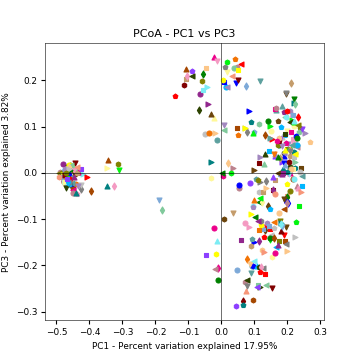 PCoA - PC1 vs PC3
PC3 - Percent variation explained 3.82%
0.2
0.1
0.0
−0.1
−0.2
−0.3
−0.5 −0.4 −0.3 −0.2 −0.1 0.0 0.1 0.2 0.3
PC1 - Percent variation explained 17.95%